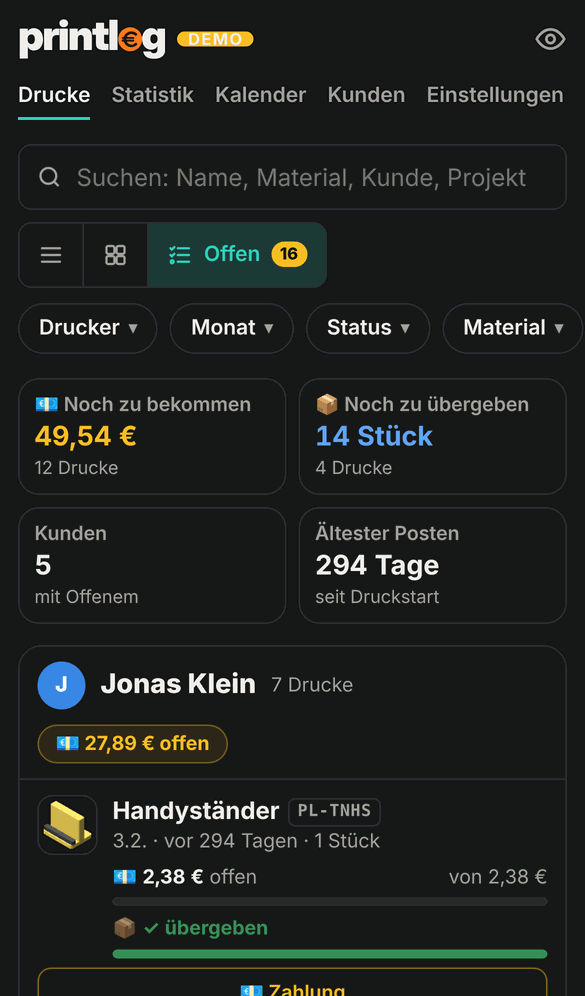 printlog DEMO
Drucke Statistik Kalender Kunden Einstellungen
Suchen: Name, Material, Kunde, Projekt
Offen 16
Drucker ▾ Monat ▾ Status ▾ Material ▾
💶 Noch zu bekommen
49,54 €
12 Drucke
📦 Noch zu übergeben
14 Stück
4 Drucke
Kunden
5
mit Offenem
Ältester Posten
294 Tage
seit Druckstart
J Jonas Klein 7 Drucke
💶 27,89 € offen
Handyständer PL-TNHS
3.2. · vor 294 Tagen · 1 Stück
💶 2,38 € offen von 2,38 €
📦 ✓ übergeben
💶 Zahlung